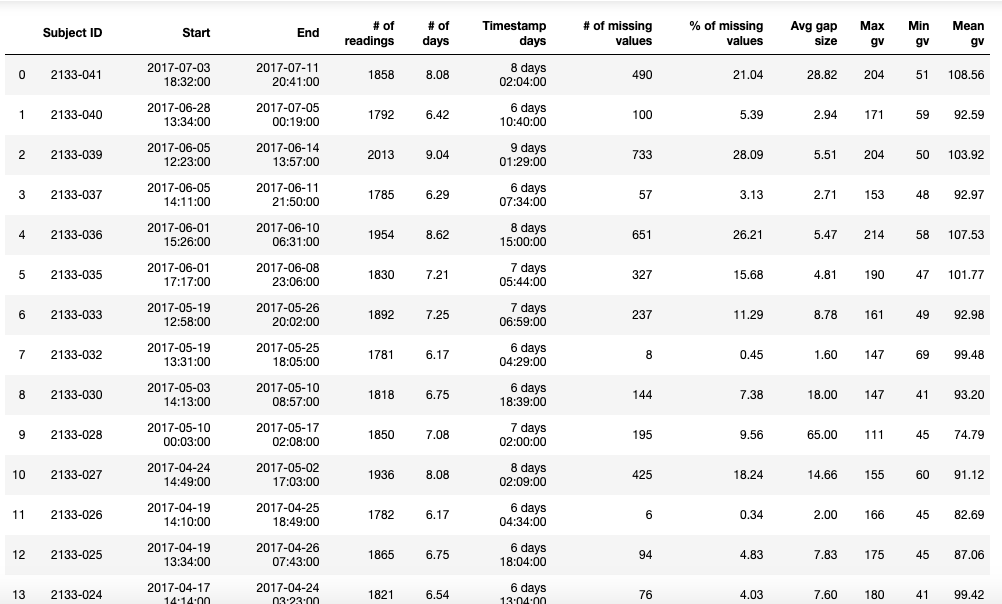 Subject ID Start End # of readings # of days Timestamp days # of missing values % of missing values Avg gap size Max gv Min gv Mean gv
0 2133-041 2017-07-03 18:32:00 2017-07-11 20:41:00 1858 8.08 8 days 02:04:00 490 21.04 28.82 204 51 108.56
1 2133-040 2017-06-28 13:34:00 2017-07-05 00:19:00 1792 6.42 6 days 10:40:00 100 5.39 2.94 171 59 92.59
2 2133-039 2017-06-05 12:23:00 2017-06-14 13:57:00 2013 9.04 9 days 01:29:00 733 28.09 5.51 204 50 103.92
3 2133-037 2017-06-05 14:11:00 2017-06-11 21:50:00 1785 6.29 6 days 07:34:00 57 3.13 2.71 153 48 92.97
4 2133-036 2017-06-01 15:26:00 2017-06-10 06:31:00 1954 8.62 8 days 15:00:00 651 26.21 5.47 214 58 107.53
5 2133-035 2017-06-01 17:17:00 2017-06-08 23:06:00 1830 7.21 7 days 05:44:00 327 15.68 4.81 190 47 101.77
6 2133-033 2017-05-19 12:58:00 2017-05-26 20:02:00 1892 7.25 7 days 06:59:00 237 11.29 8.78 161 49 92.98
7 2133-032 2017-05-19 13:31:00 2017-05-25 18:05:00 1781 6.17 6 days 04:29:00 8 0.45 1.60 147 69 99.48
8 2133-030 2017-05-03 14:13:00 2017-05-10 08:57:00 1818 6.75 6 days 18:39:00 144 7.38 18.00 147 41 93.20
9 2133-028 2017-05-10 00:03:00 2017-05-17 02:08:00 1850 7.08 7 days 02:00:00 195 9.56 65.00 111 45 74.79
10 2133-027 2017-04-24 14:49:00 2017-05-02 17:03:00 1936 8.08 8 days 02:09:00 425 18.24 14.66 155 60 91.12
11 2133-026 2017-04-19 14:10:00 2017-04-25 18:49:00 1782 6.17 6 days 04:34:00 6 0.34 2.00 166 45 82.69
12 2133-025 2017-04-19 13:34:00 2017-04-26 07:43:00 1865 6.75 6 days 18:04:00 94 4.83 7.83 175 45 87.06
13 2133-024 2017-04-17 14:14:00 2017-04-24 03:23:00 1821 6.54 6 days 13:04:00 76 4.03 7.60 180 41 99.42